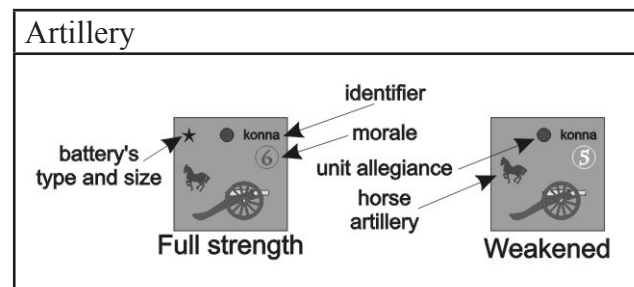 Artillery
identifier
konna
morale
konna
6
5
battery's
type and size
unit allegiance
horse
artillery
Full strength
Weakened